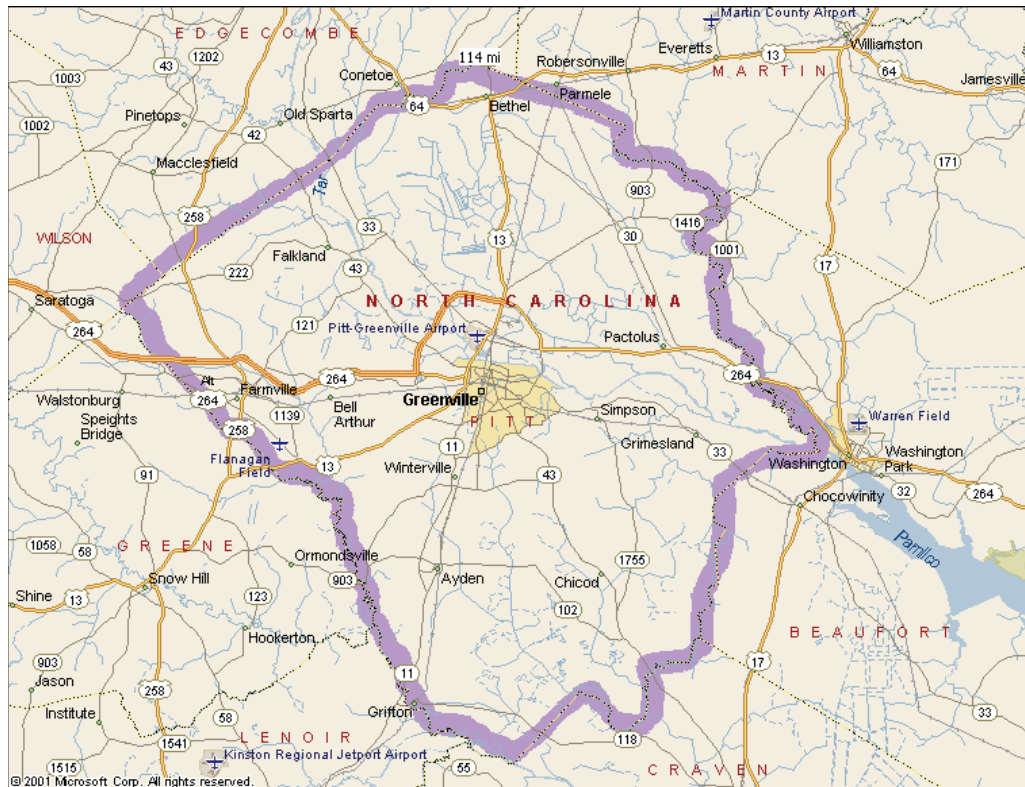 Martin County Airport
EDGECOMBE
1202
43
1003
13
Williamston
Everetts
114 mi
Robersonville
MARTIN
64
Conetoe
Jamesville
64
Bethel
Parmele
Pinetops
Old Sparta
1002
42
Macclesfield
171
903
Tar
258
33
1416
WILSON
13
30
1001
Falkland
17
222
43
Saratoga
NORTH CAROLINA
264
121
Pitt-Greenville Airport
Pactolus
264
264
Alt
Farmville
Walstonburg
264
Bell
Arthur
Greenville
Speights
Bridge
1139
258
PITT
Simpson
Warren Field
Grimesland
Flanagan
Field
11
13
33
Washington
Washington
Park
91
Winterville
43
32
264
Chocowinity
1058
58
GREENE
Pamlico
Ormondsville
1755
Snow Hill
903
Ayden
Chicod
Shine
13
123
102
Hookerton
BEAUFORT
903
17
Jason
11
258
Grifton
Institute
58
33
LENOIR
118
1541
Kinston Regional Jetport Airport
1515
55
CRAVEN
© 2001 Microsoft Corp. All rights reserved.